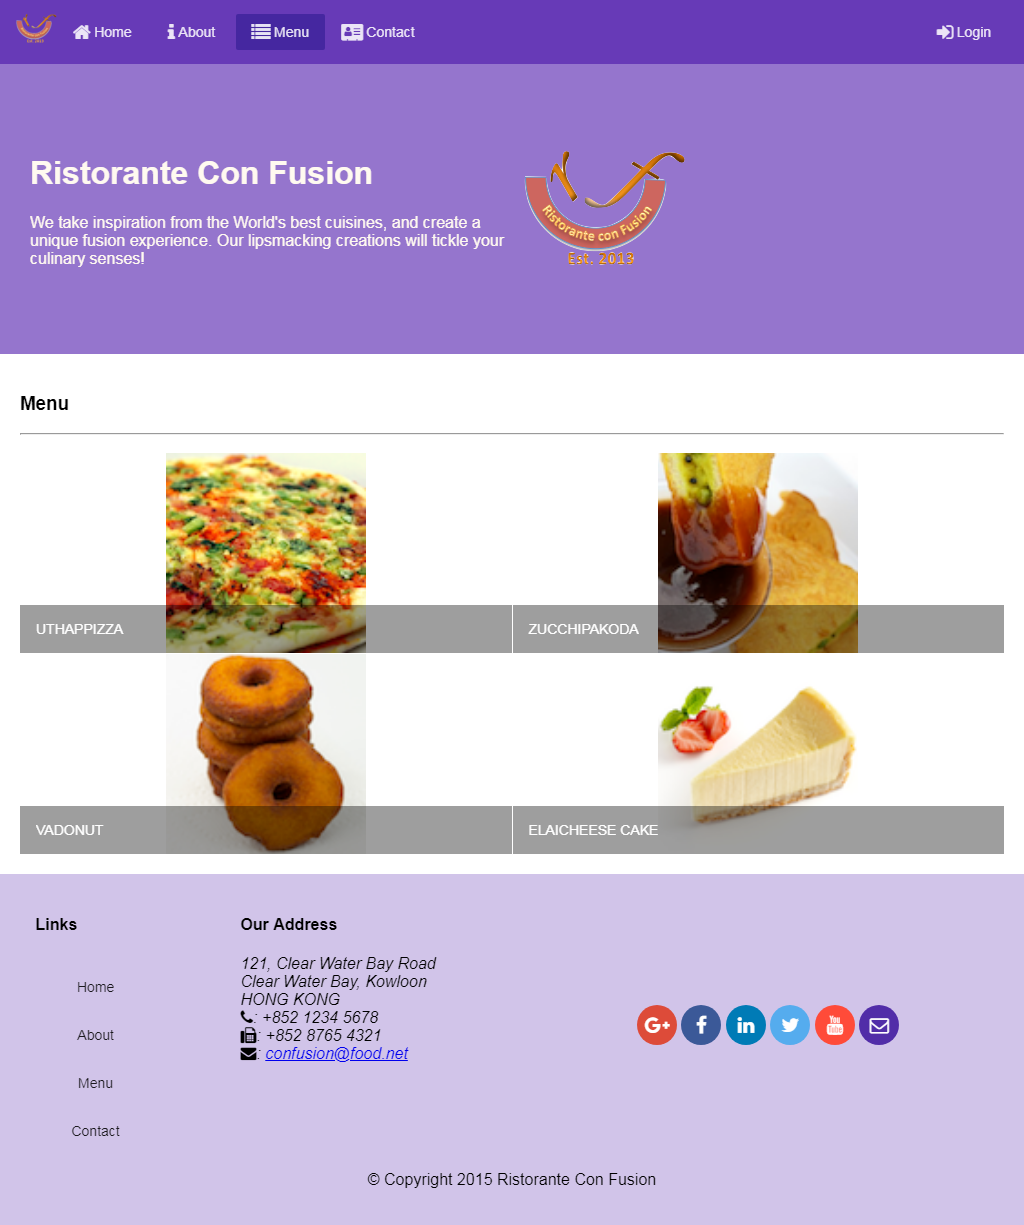 Home
About
Menu
Contact
Login
Ristorante Con Fusion
We take inspiration from the World's best cuisines, and create a
unique fusion experience. Our lipsmacking creations will tickle your
culinary senses!
Ristorante con Fusion
Est. 2013
Menu
UTHAPPIZZA
ZUCCHIPAKODA
VADONUT
ELAICHEESE CAKE
Links
Home
About
Menu
Contact
Our Address
121, Clear Water Bay Road
Clear Water Bay, Kowloon
HONG KONG
: +852 1234 5678
: +852 8765 4321
: confusion@food.net
G+
f
in
You
Tube
© Copyright 2015 Ristorante Con Fusion